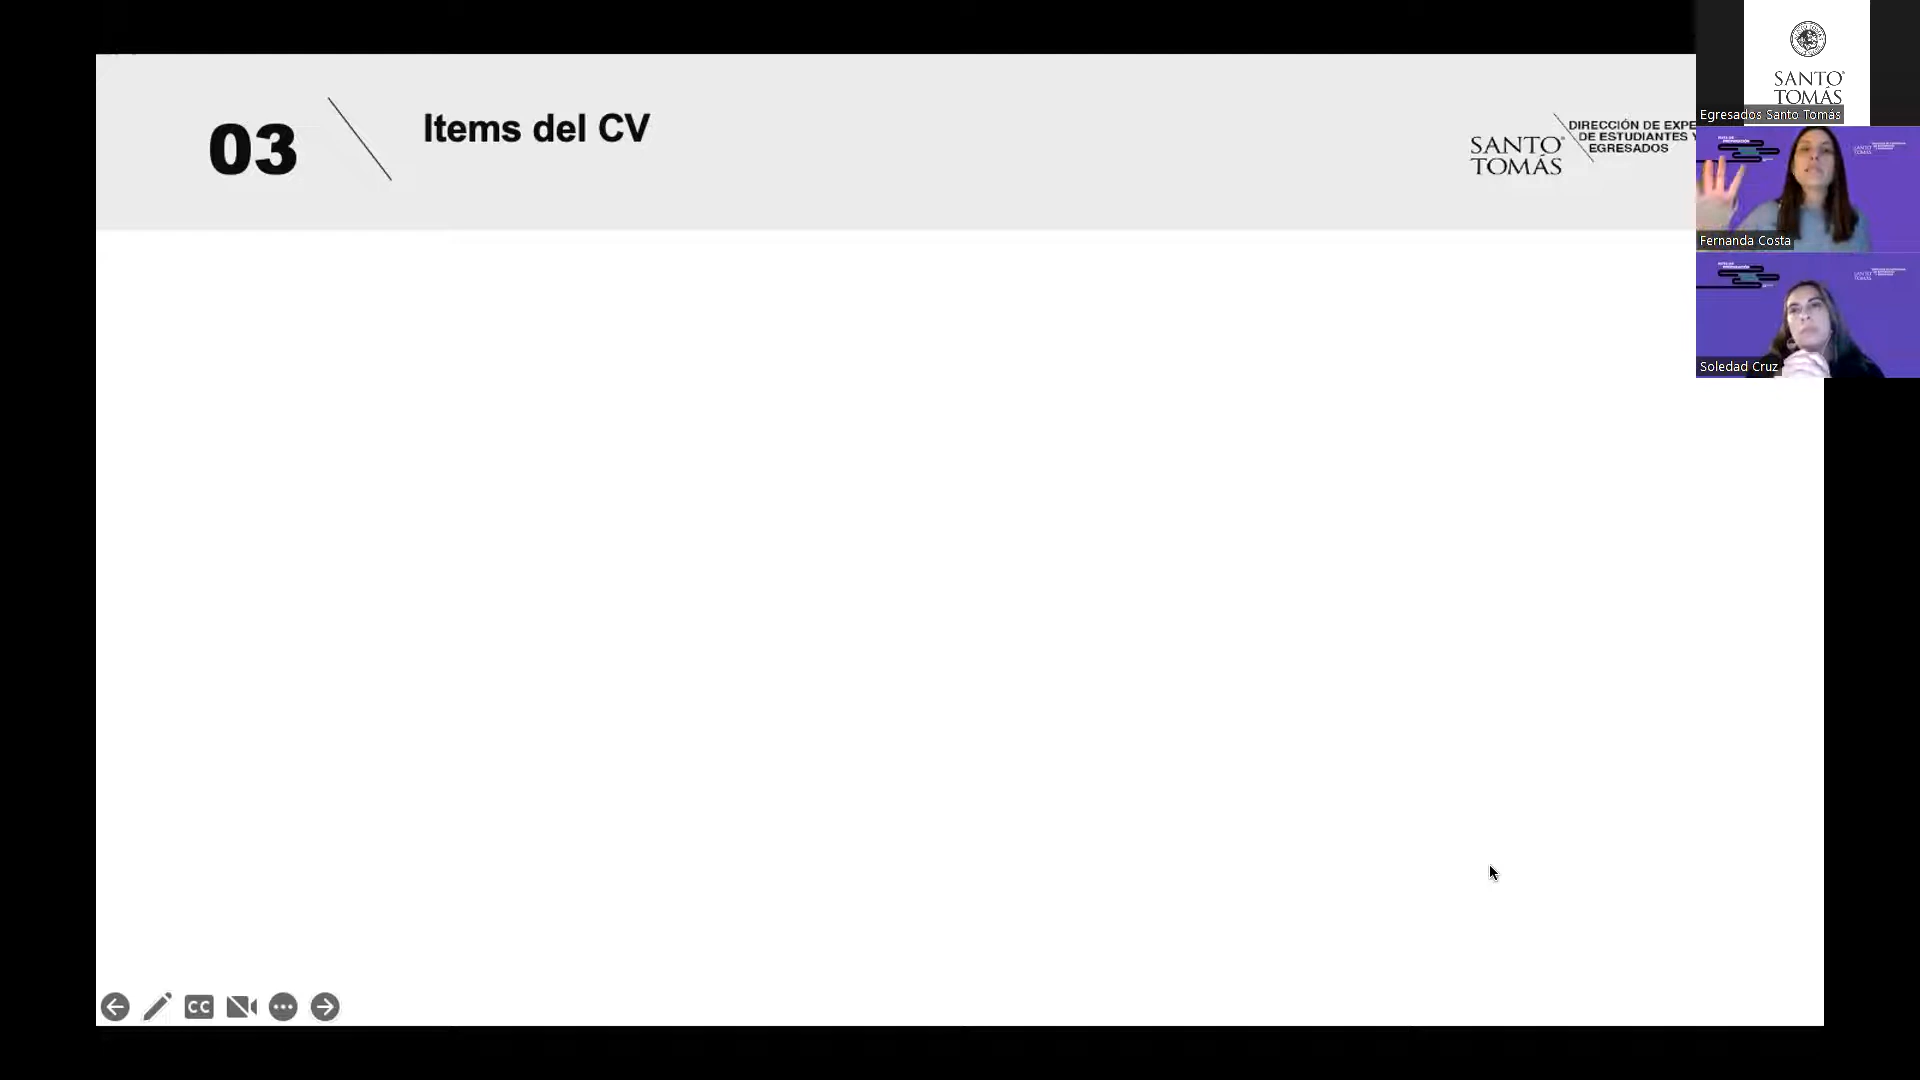 03
Items del CV
SANTO
TOMÁS
DIRECCIÓN DE EXPE
DE ESTUDIANTES Y
EGRESADOS
SANTO
TOMÁS
Egresados Santo Tomás
Fernanda Costa
Soledad Cruz
CC